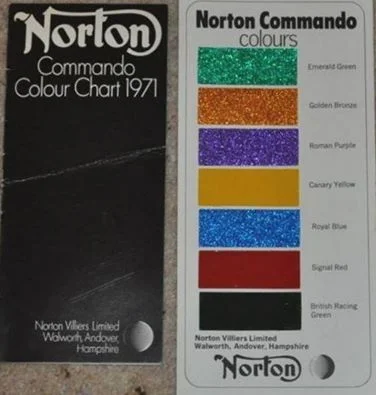 Norton
Commando
Colour Chart 1971
Norton Villiers Limited
Walworth, Andover,
Hampshire
Norton Commando
colours
Emerald Green
Golden Bronze
Roman Purple
Canary Yellow
Royal Blue
Signal Red
British Racing
Green
Norton Villiers Limited
Walworth, Andover, Hampshire
Norton